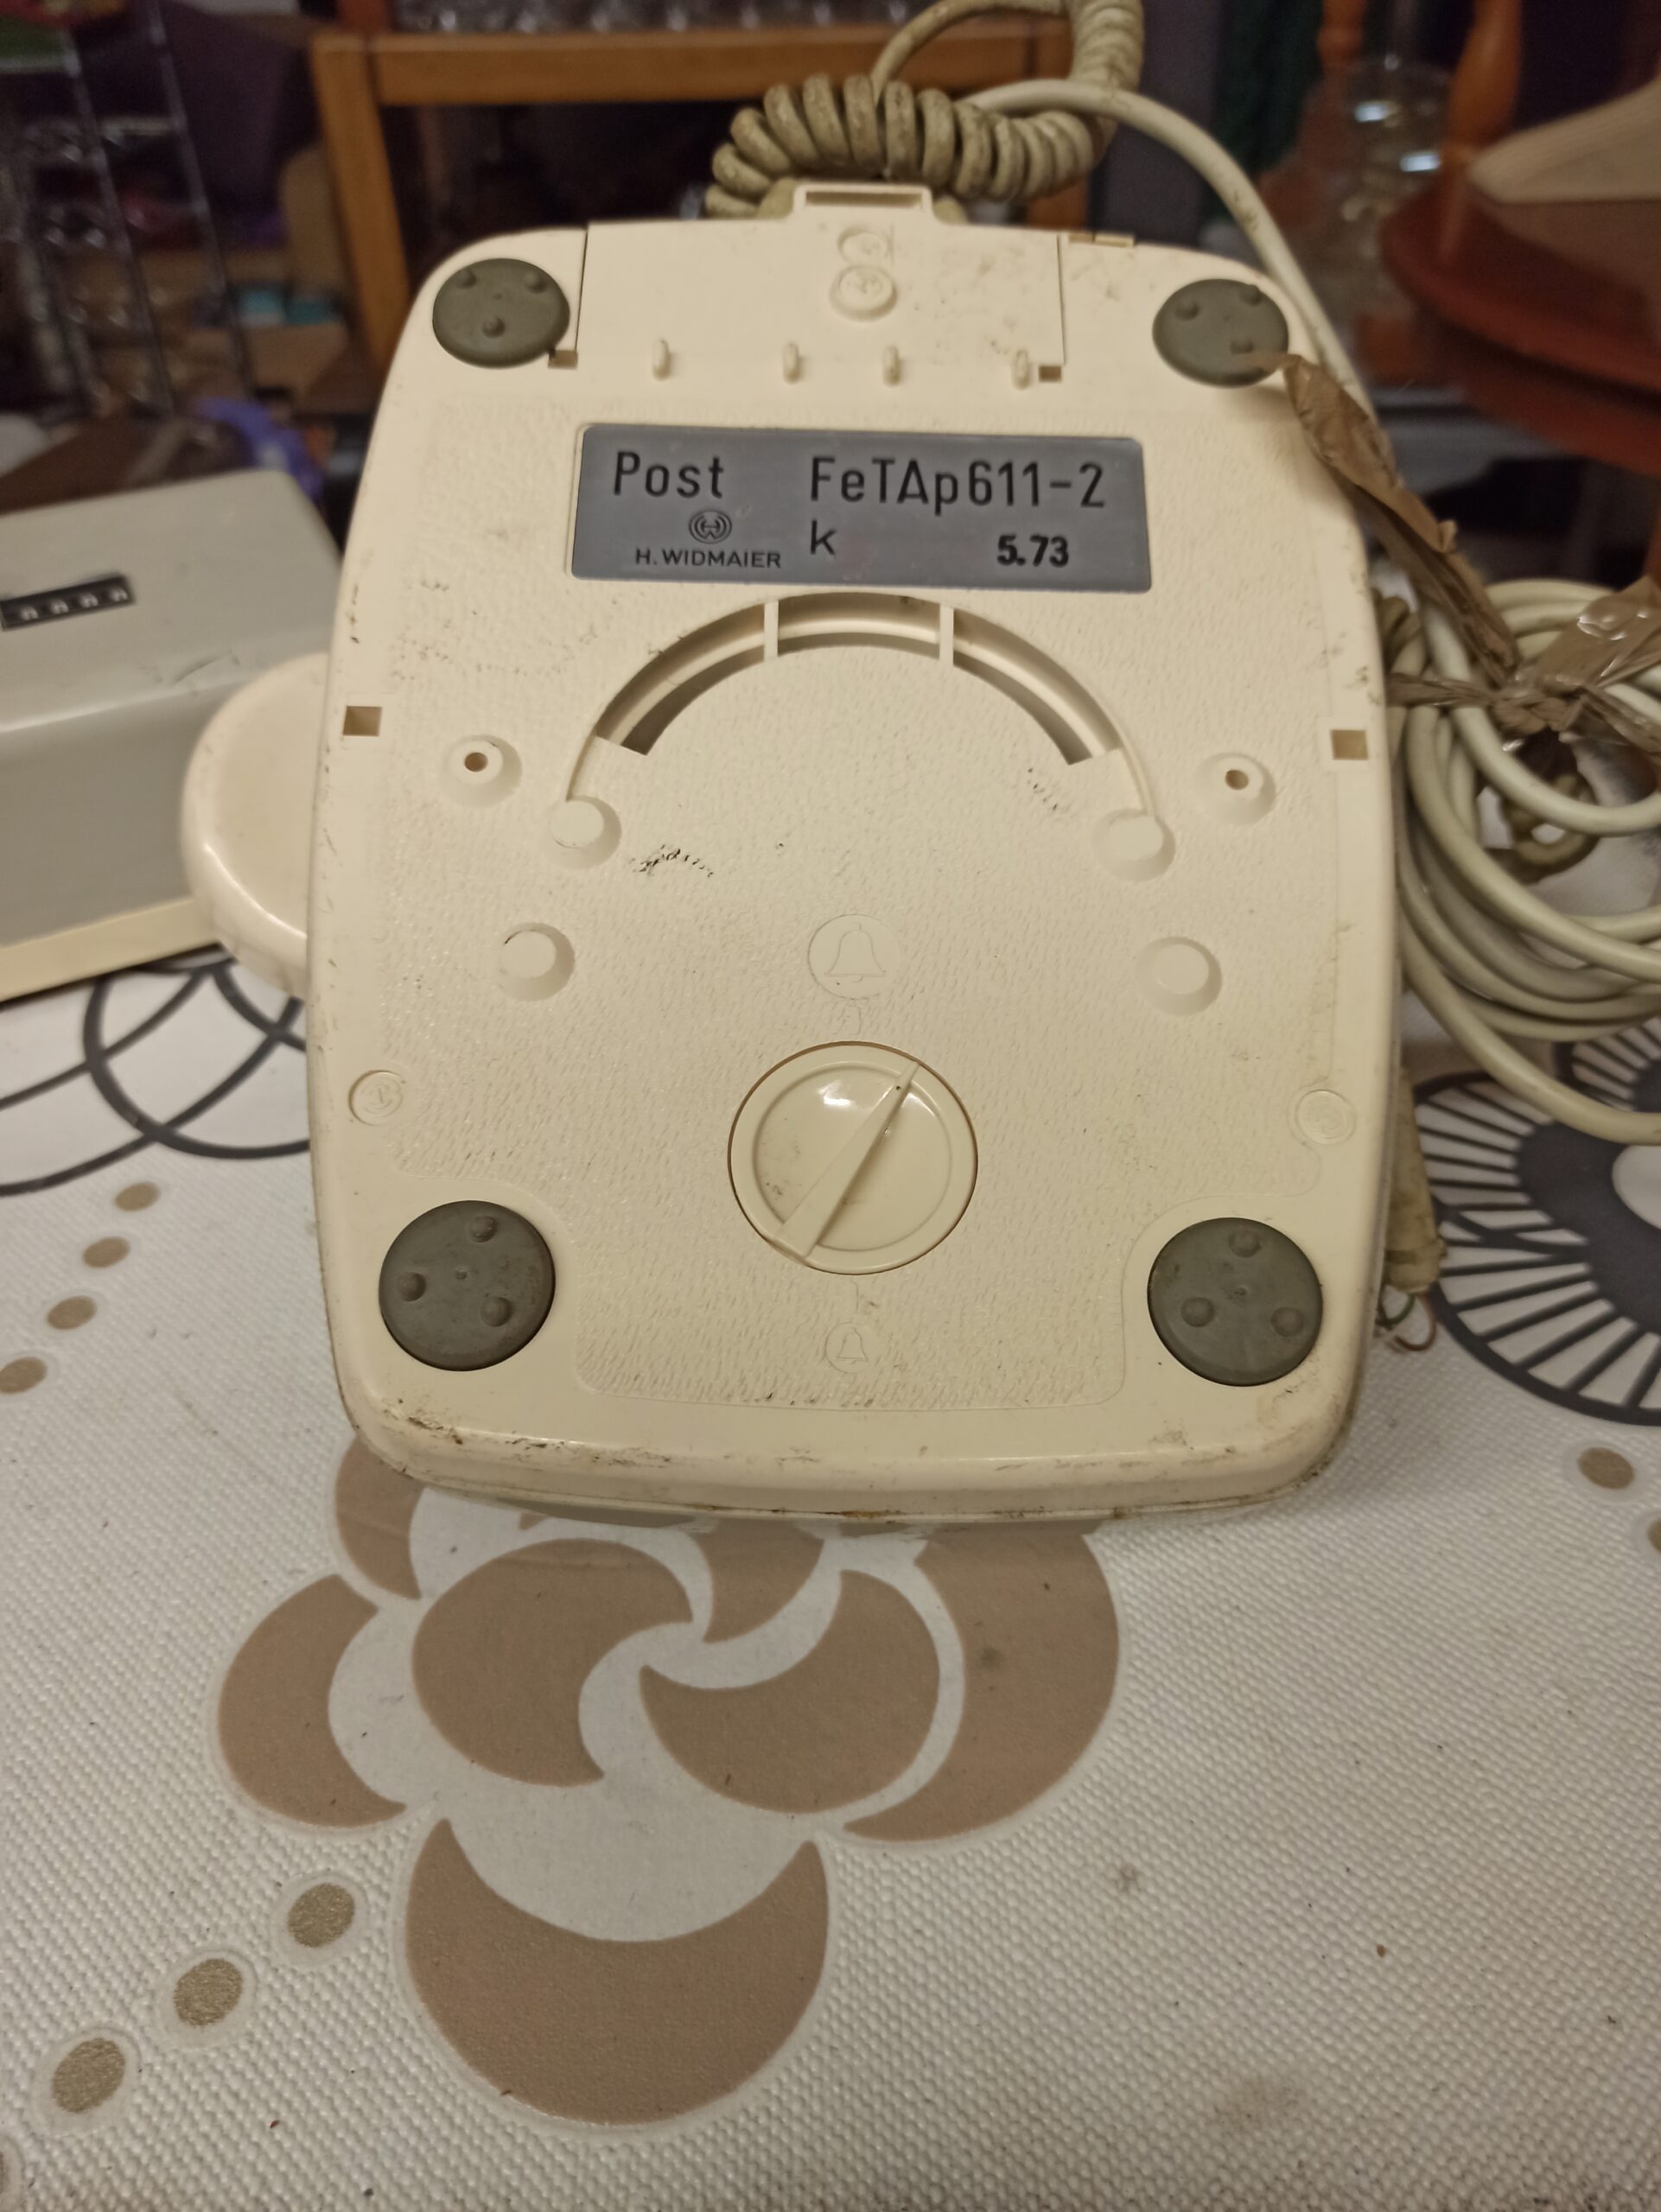 Post FeTAp611-2
H. WIDMAIER k 5.73